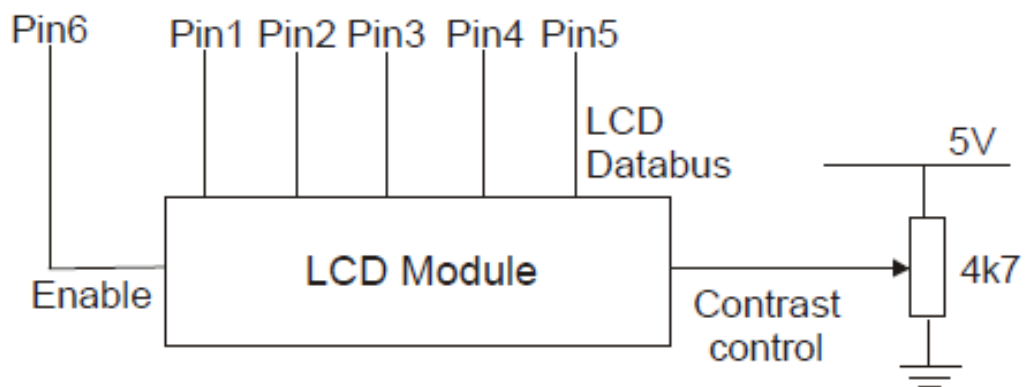 Pin6 Pin1 Pin2 Pin3 Pin4 Pin5
LCD
Databus
5V
LCD Module
4k7
Enable
Contrast
control